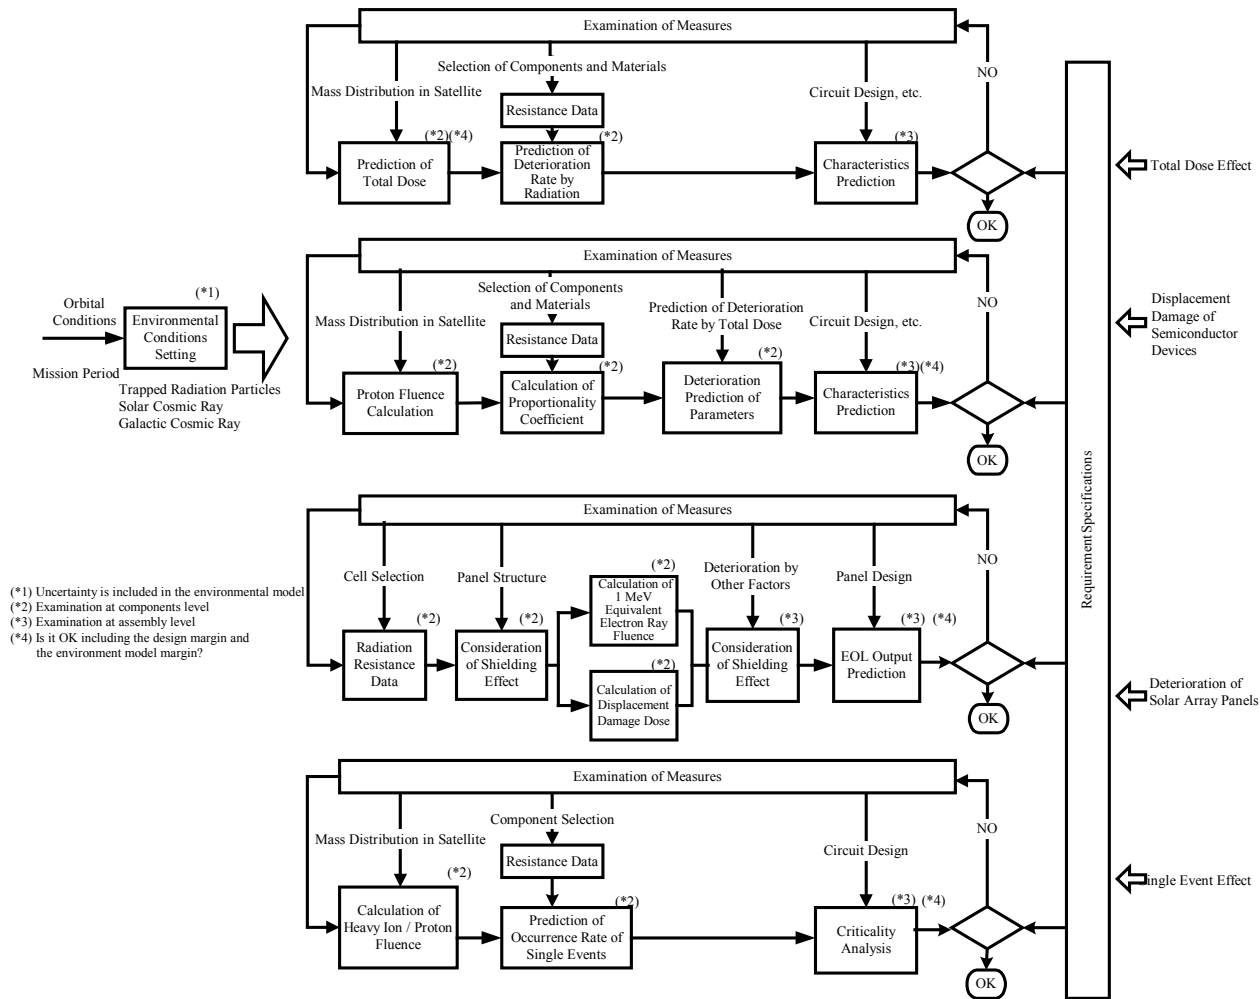 Examination of Measures
NO
Selection of Components and Materials
Mass Distribution in Satellite
Circuit Design, etc.
Resistance Data
(*2)(*4)
(*2)
(*3)
Prediction of
Total Dose
Prediction of
Deterioration
Rate by
Radiation
Characteristics
Prediction
OK
Total Dose Effect
Examination of Measures
NO
Orbital
Conditions
Mission Period
(*1)
Environmental
Conditions
Setting
Trapped Radiation Particles
Solar Cosmic Ray
Galactic Cosmic Ray
Mass Distribution in Satellite
Selection of Components
and Materials
Prediction of Deterioration
Rate by Total Dose
Circuit Design, etc.
Resistance Data
(*2)
(*2)
(*2)
(*3)(*4)
Proton Fluence
Calculation
Calculation of
Proportionality
Coefficient
Deterioration
Prediction of
Parameters
Characteristics
Prediction
OK
Displacement
Damage of
Semiconductor
Devices
Requirement Specifications
Examination of Measures
NO
Cell Selection
Panel Structure
Deterioration by
Other Factors
Panel Design
(*2)
(*2)
(*2)
(*2)
(*3)
(*3) (*4)
Radiation
Resistance
Data
Consideration
of Shielding
Effect
Calculation of
1 MeV
Equivalent
Electron Ray
Fluence
Calculation of
Displacement
Damage Dose
Consideration
of Shielding
Effect
EOL Output
Prediction
OK
Deterioration of
Solar Array Panels
(*1) Uncertainty is included in the environmental model
(*2) Examination at components level
(*3) Examination at assembly level
(*4) Is it OK including the design margin and
the environment model margin?
Examination of Measures
NO
Mass Distribution in Satellite
Component Selection
Circuit Design
Resistance Data
(*2)
(*2)
(*3) (*4)
Calculation of
Heavy Ion / Proton
Fluence
Prediction of
Occurrence Rate of
Single Events
Criticality
Analysis
OK
Single Event Effect